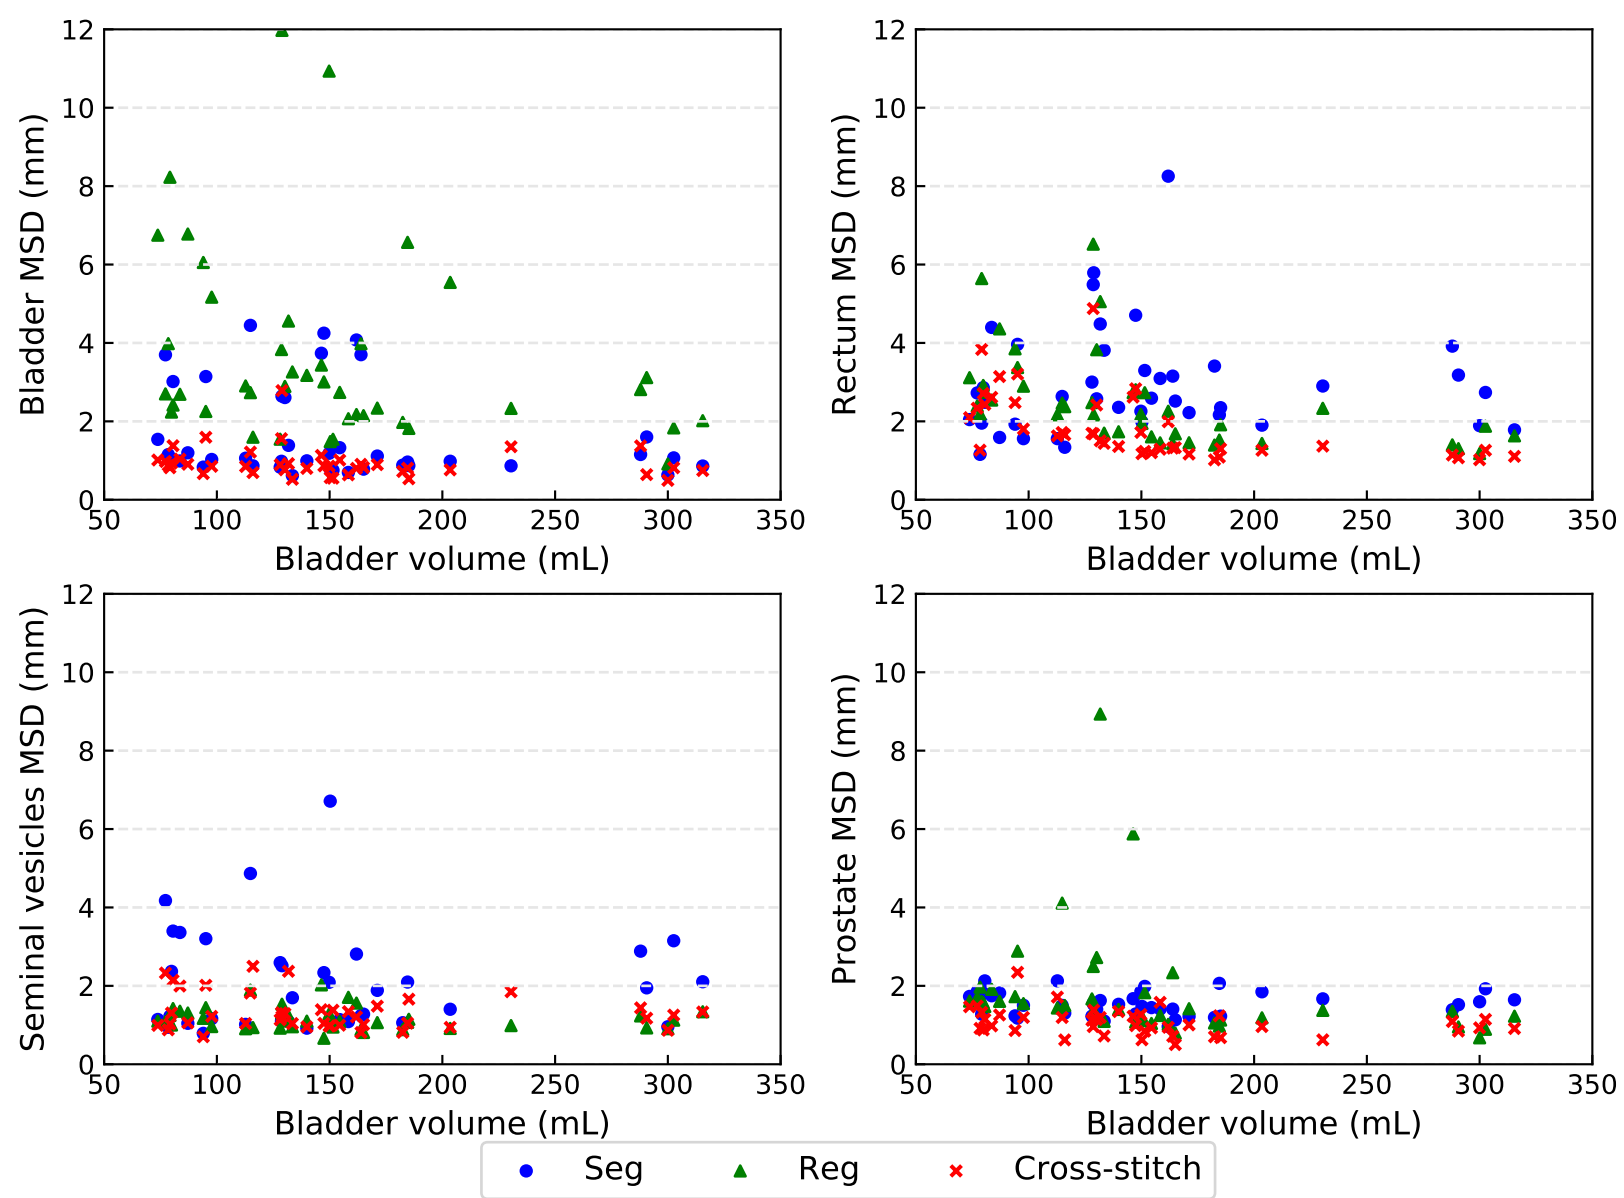 12
10
8
6
4
2
0
50 100 150 200 250 300 350
Bladder MSD (mm)
Bladder volume (mL)
12
10
8
6
4
2
0
50 100 150 200 250 300 350
Rectum MSD (mm)
Bladder volume (mL)
12
10
8
6
4
2
0
50 100 150 200 250 300 350
Seminal vesicles MSD (mm)
Bladder volume (mL)
12
10
8
6
4
2
0
50 100 150 200 250 300 350
Prostate MSD (mm)
Bladder volume (mL)
Seg Reg Cross-stitch